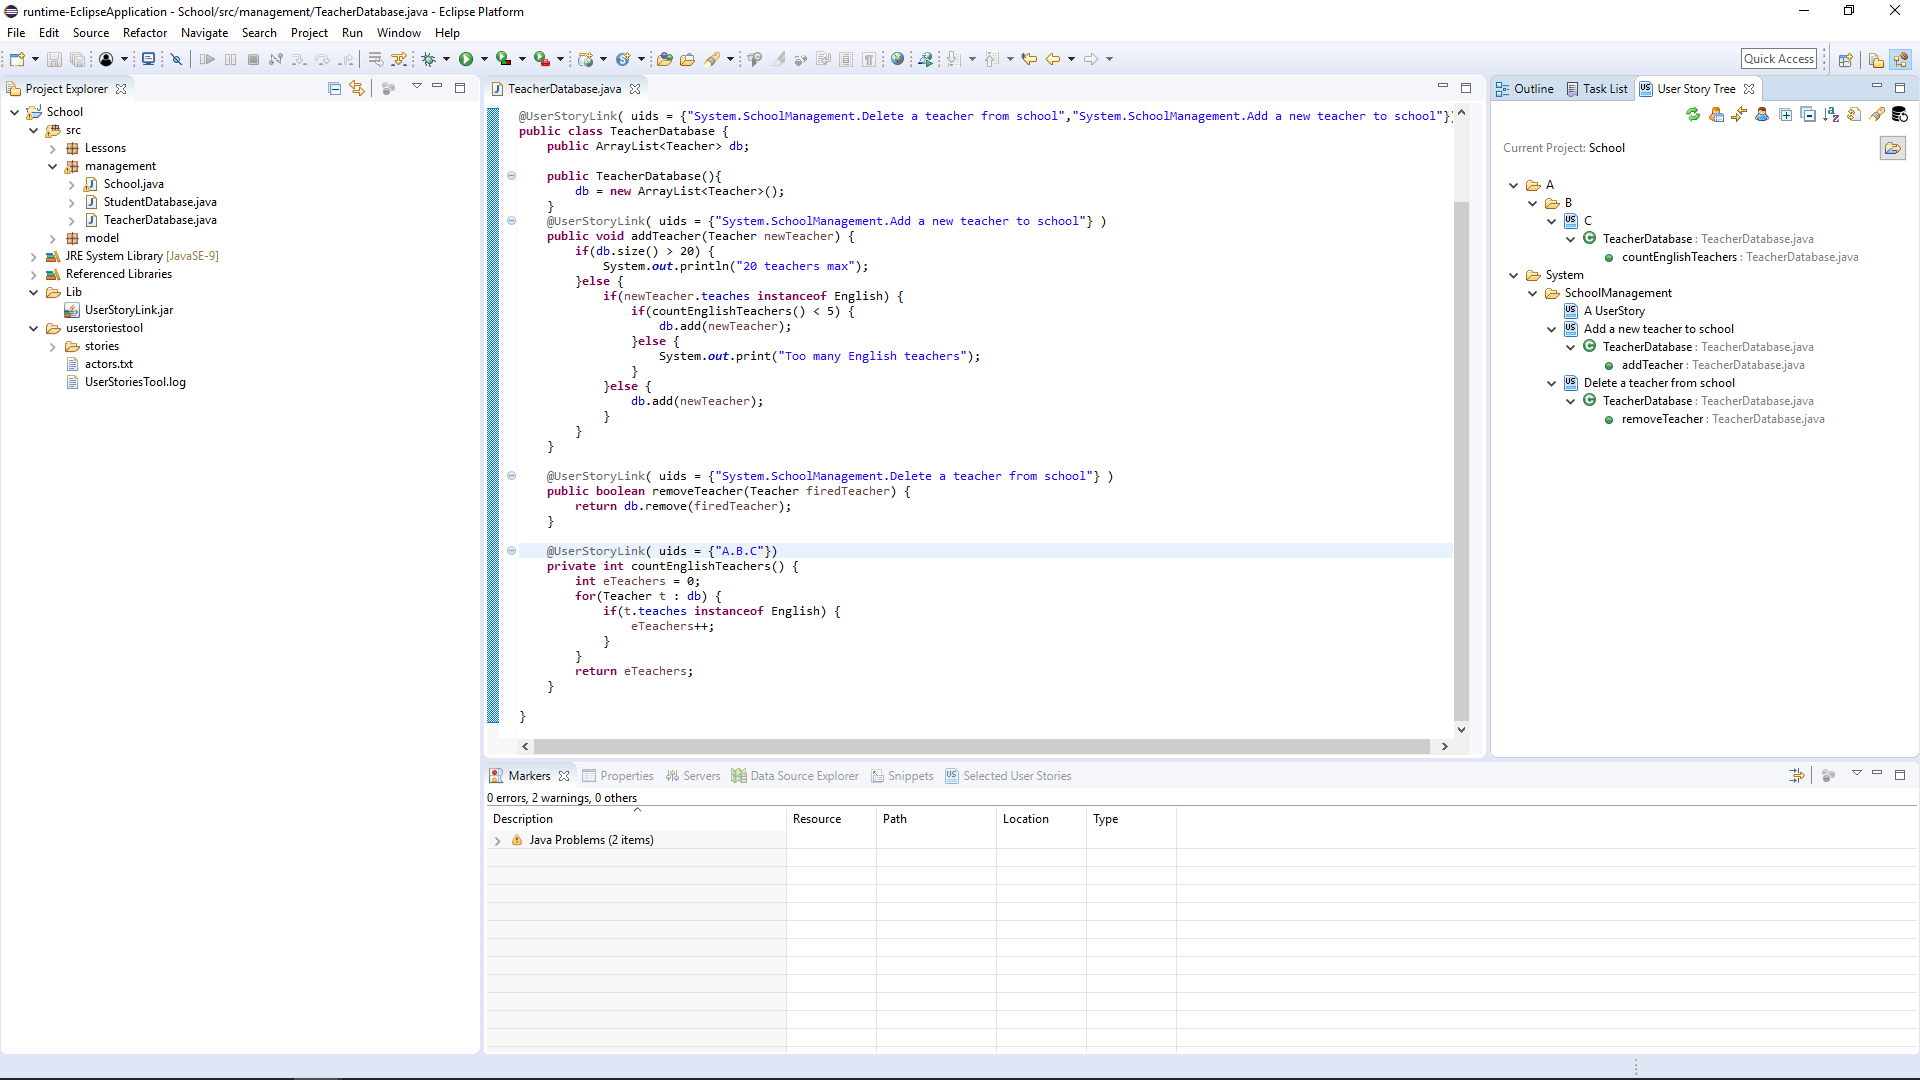 runtime-EclipseApplication - School/src/management/TeacherDatabase.java - Eclipse Platform
File Edit Source Refactor Navigate Search Project Run Window Help
Quick Access
Project Explorer
School
src
Lessons
management
School.java
StudentDatabase.java
TeacherDatabase.java
model
JRE System Library [JavaSE-9]
Referenced Libraries
Lib
UserStoryLink.jar
userstoriestool
stories
actors.txt
UserStoriesTool.log
TeacherDatabase.java
@UserStoryLink( uids = {"System.SchoolManagement.Delete a teacher from school","System.SchoolManagement.Add a new teacher to school"})
public class TeacherDatabase {
public ArrayList<Teacher> db;
public TeacherDatabase(){
db = new ArrayList<Teacher>();
}
@UserStoryLink( uids = {"System.SchoolManagement.Add a new teacher to school"} )
public void addTeacher(Teacher newTeacher) {
if(db.size() > 20) {
System.out.println("20 teachers max");
}else {
if(newTeacher.teaches instanceof English) {
if(countEnglishTeachers() < 5) {
db.add(newTeacher);
}else {
System.out.print("Too many English teachers");
}
}else {
db.add(newTeacher);
}
}
}
@UserStoryLink( uids = {"System.SchoolManagement.Delete a teacher from school"} )
public boolean removeTeacher(Teacher firedTeacher) {
return db.remove(firedTeacher);
}
@UserStoryLink( uids = {"A.B.C"})
private int countEnglishTeachers() {
int eTeachers = 0;
for(Teacher t : db) {
if(t.teaches instanceof English) {
eTeachers++;
}
}
return eTeachers;
}
}
Outline Task List User Story Tree
Current Project: School
A
B
C
TeacherDatabase : TeacherDatabase.java
countEnglishTeachers : TeacherDatabase.java
System
SchoolManagement
A UserStory
Add a new teacher to school
TeacherDatabase : TeacherDatabase.java
addTeacher : TeacherDatabase.java
Delete a teacher from school
TeacherDatabase : TeacherDatabase.java
removeTeacher : TeacherDatabase.java
Markers Properties Servers Data Source Explorer Snippets Selected User Stories
0 errors, 2 warnings, 0 others
Description Resource Path Location Type
Java Problems (2 items)